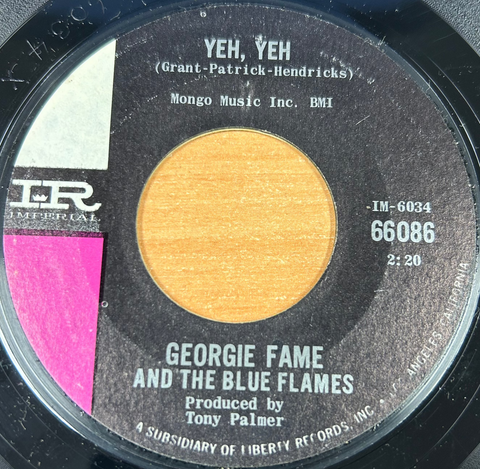 YEH, YEH
(Grant-Patrick-Hendricks)
Mongo Music Inc. BMI
IR
IMPERIAL
-IM-6034
66086
2:20
GEORGIE FAME
AND THE BLUE FLAMES
Produced by
Tony Palmer
A SUBSIDIARY OF LIBERTY RECORDS, INC. • LOS ANGELES, CALIFORNIA